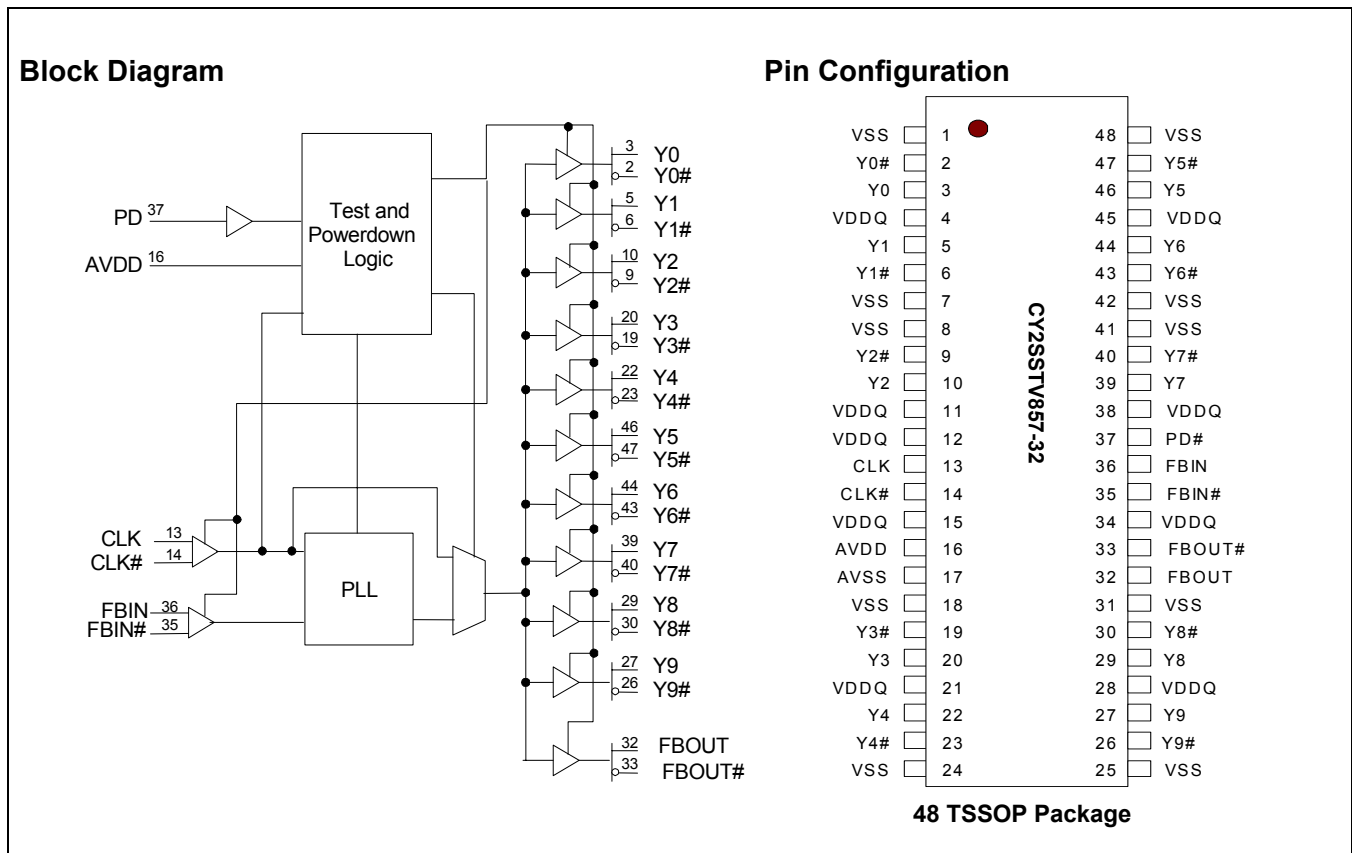 Block Diagram
Pin Configuration
Test and
Powerdown
Logic
PD 37
AVDD 16
CLK 13
CLK# 14
FBIN 36
FBIN# 35
PLL
3 Y0
2 Y0#
5 Y1
6 Y1#
10 Y2
9 Y2#
20 Y3
19 Y3#
22 Y4
23 Y4#
46 Y5
47 Y5#
44 Y6
43 Y6#
39 Y7
40 Y7#
29 Y8
30 Y8#
27 Y9
26 Y9#
32 FBOUT
33 FBOUT#
VSS 1 48 VSS
Y0# 2 47 Y5#
Y0 3 46 Y5
VDDQ 4 45 VDDQ
Y1 5 44 Y6
Y1# 6 43 Y6#
VSS 7 42 VSS
VSS 8 41 VSS
Y2# 9 40 Y7#
Y2 10 39 Y7
VDDQ 11 38 VDDQ
VDDQ 12 37 PD#
CLK 13 36 FBIN
CLK# 14 35 FBIN#
VDDQ 15 34 VDDQ
AVDD 16 33 FBOUT#
AVSS 17 32 FBOUT
VSS 18 31 VSS
Y3# 19 30 Y8#
Y3 20 29 Y8
VDDQ 21 28 VDDQ
Y4 22 27 Y9
Y4# 23 26 Y9#
VSS 24 25 VSS
CY2SSTV857-32
48 TSSOP Package